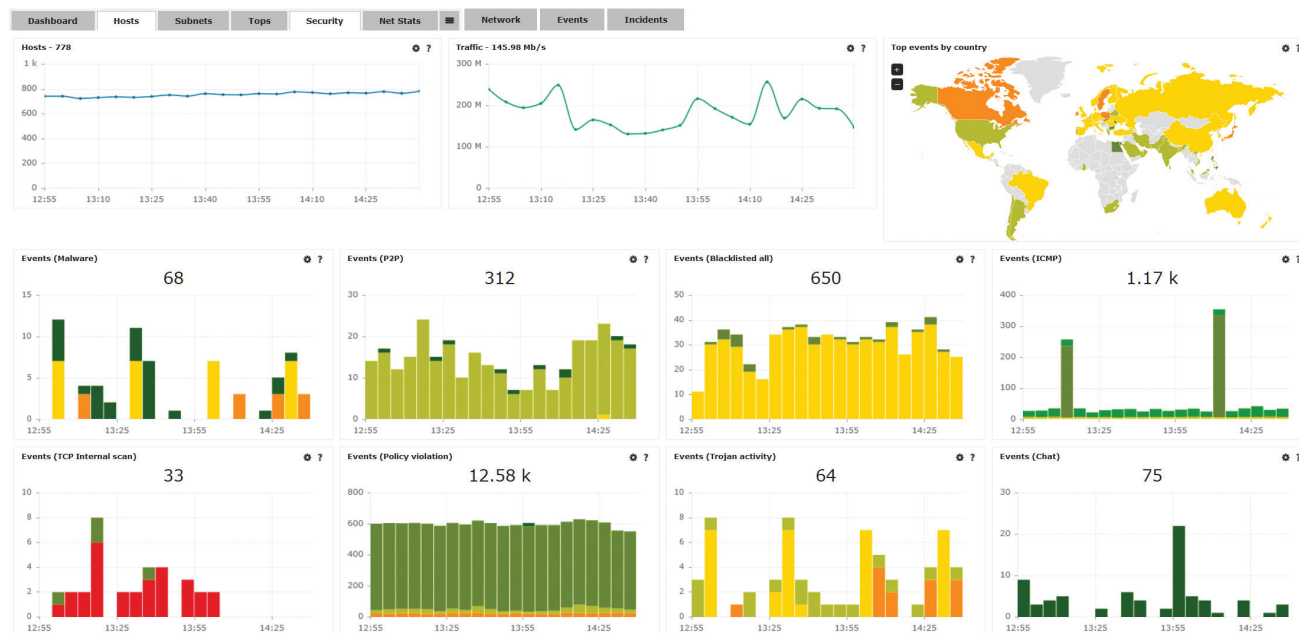 Dashboard Hosts Subnets Tops Security Net Stats Network Events Incidents
Hosts - 778 ?
1 k
800
600
400
200
0
12:55 13:10 13:25 13:40 13:55 14:10 14:25
Traffic - 145.98 Mb/s ?
300 M
200 M
100 M
0
12:55 13:10 13:25 13:40 13:55 14:10 14:25
Top events by country ?
+
−
Events (Malware) ?
68
15
10
5
0
12:55 13:25 13:55 14:25
Events (P2P) ?
312
30
20
10
0
12:55 13:25 13:55 14:25
Events (Blacklisted all) ?
650
50
40
30
20
10
0
12:55 13:25 13:55 14:25
Events (ICMP) ?
1.17 k
400
300
200
100
0
12:55 13:25 13:55 14:25
Events (TCP Internal scan) ?
33
10
8
6
4
2
0
12:55 13:25 13:55 14:25
Events (Policy violation) ?
12.58 k
800
600
400
200
0
12:55 13:25 13:55 14:25
Events (Trojan activity) ?
64
10
8
6
4
2
0
12:55 13:25 13:55 14:25
Events (Chat) ?
75
30
20
10
0
12:55 13:25 13:55 14:25